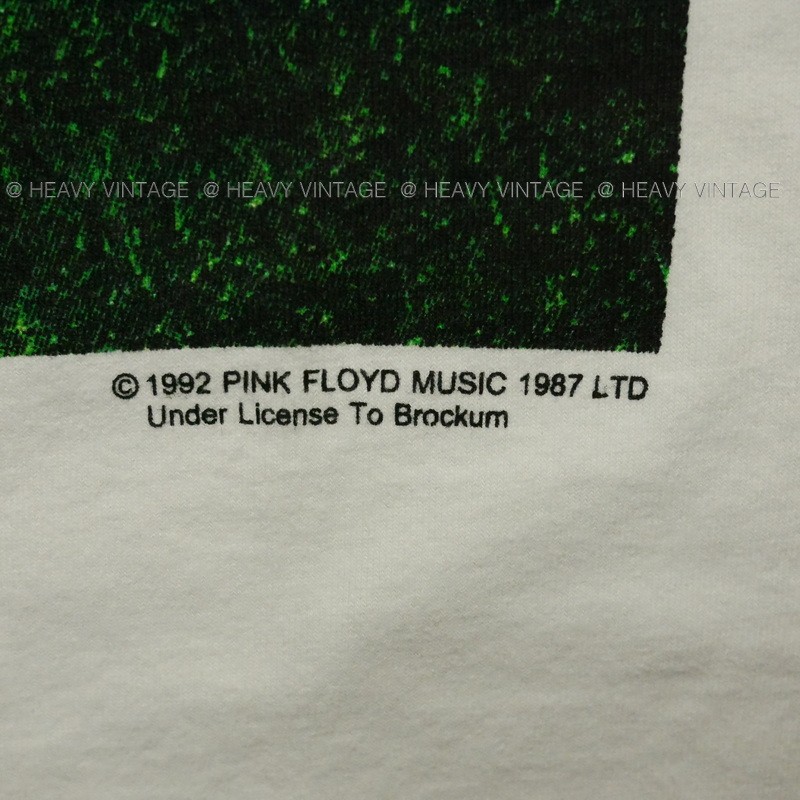 @ HEAVY VINTAGE @ HEAVY VINTAGE @ HEAVY VINTAGE @ HEAVY VINTAGE
© 1992 PINK FLOYD MUSIC 1987 LTD
Under License To Brockum